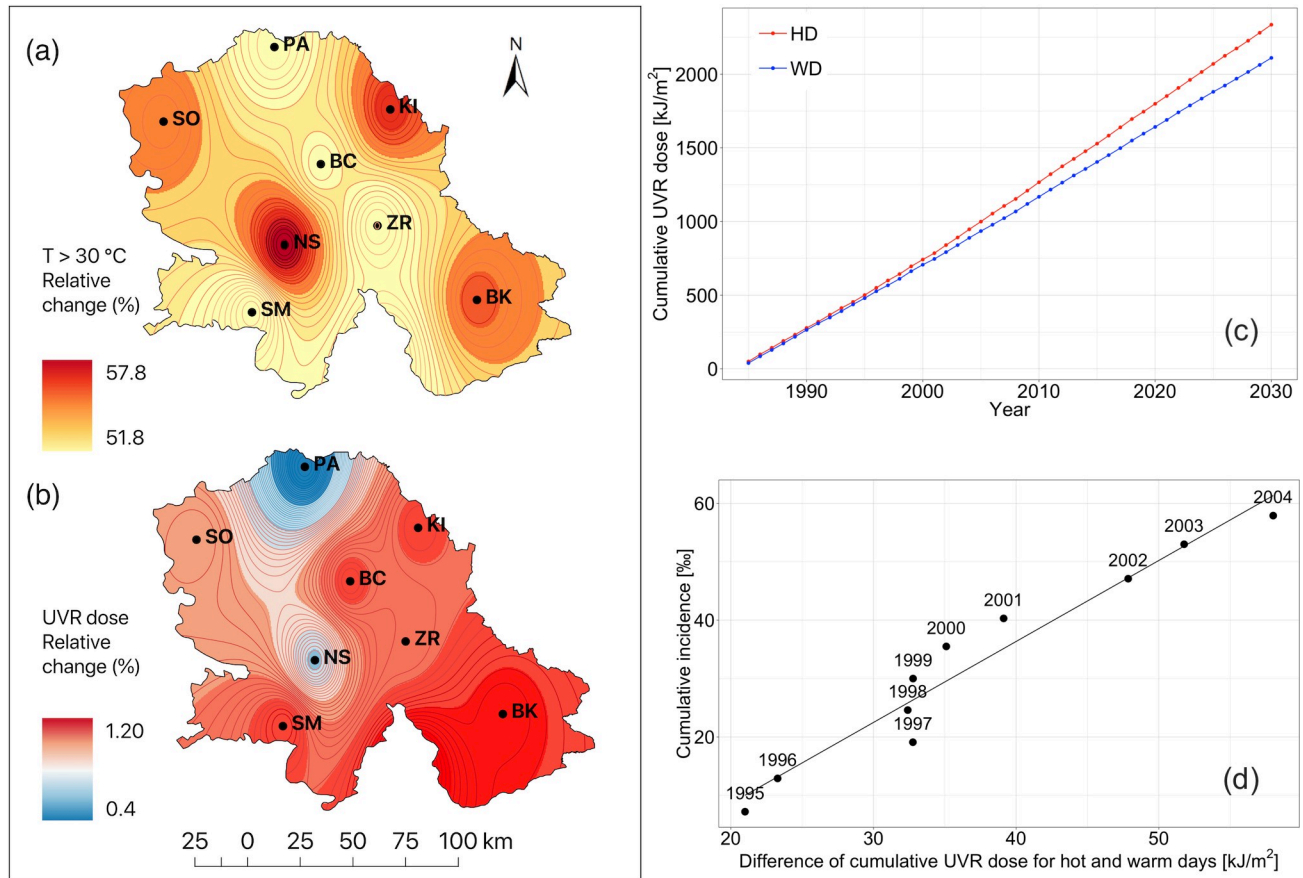 (a)
N
PA
KI
SO
BC
ZR
NS
BK
SM
T > 30 °C
Relative
change (%)
57.8
51.8
(b)
PA
SO
KI
BC
ZR
NS
BK
SM
UVR dose
Relative
change (%)
1.20
0.4
25 0 25 50 75 100 km
Cumulative UVR dose [kJ/m²]
2000
1500
1000
500
0
HD
WD
(c)
1990 2000 2010 2020 2030
Year
Cumulative incidence [‰]
60
40
20
2004
2003
2002
2001
2000
1999
1998
1997
1996
1995
(d)
20 30 40 50
Difference of cumulative UVR dose for hot and warm days [kJ/m²]